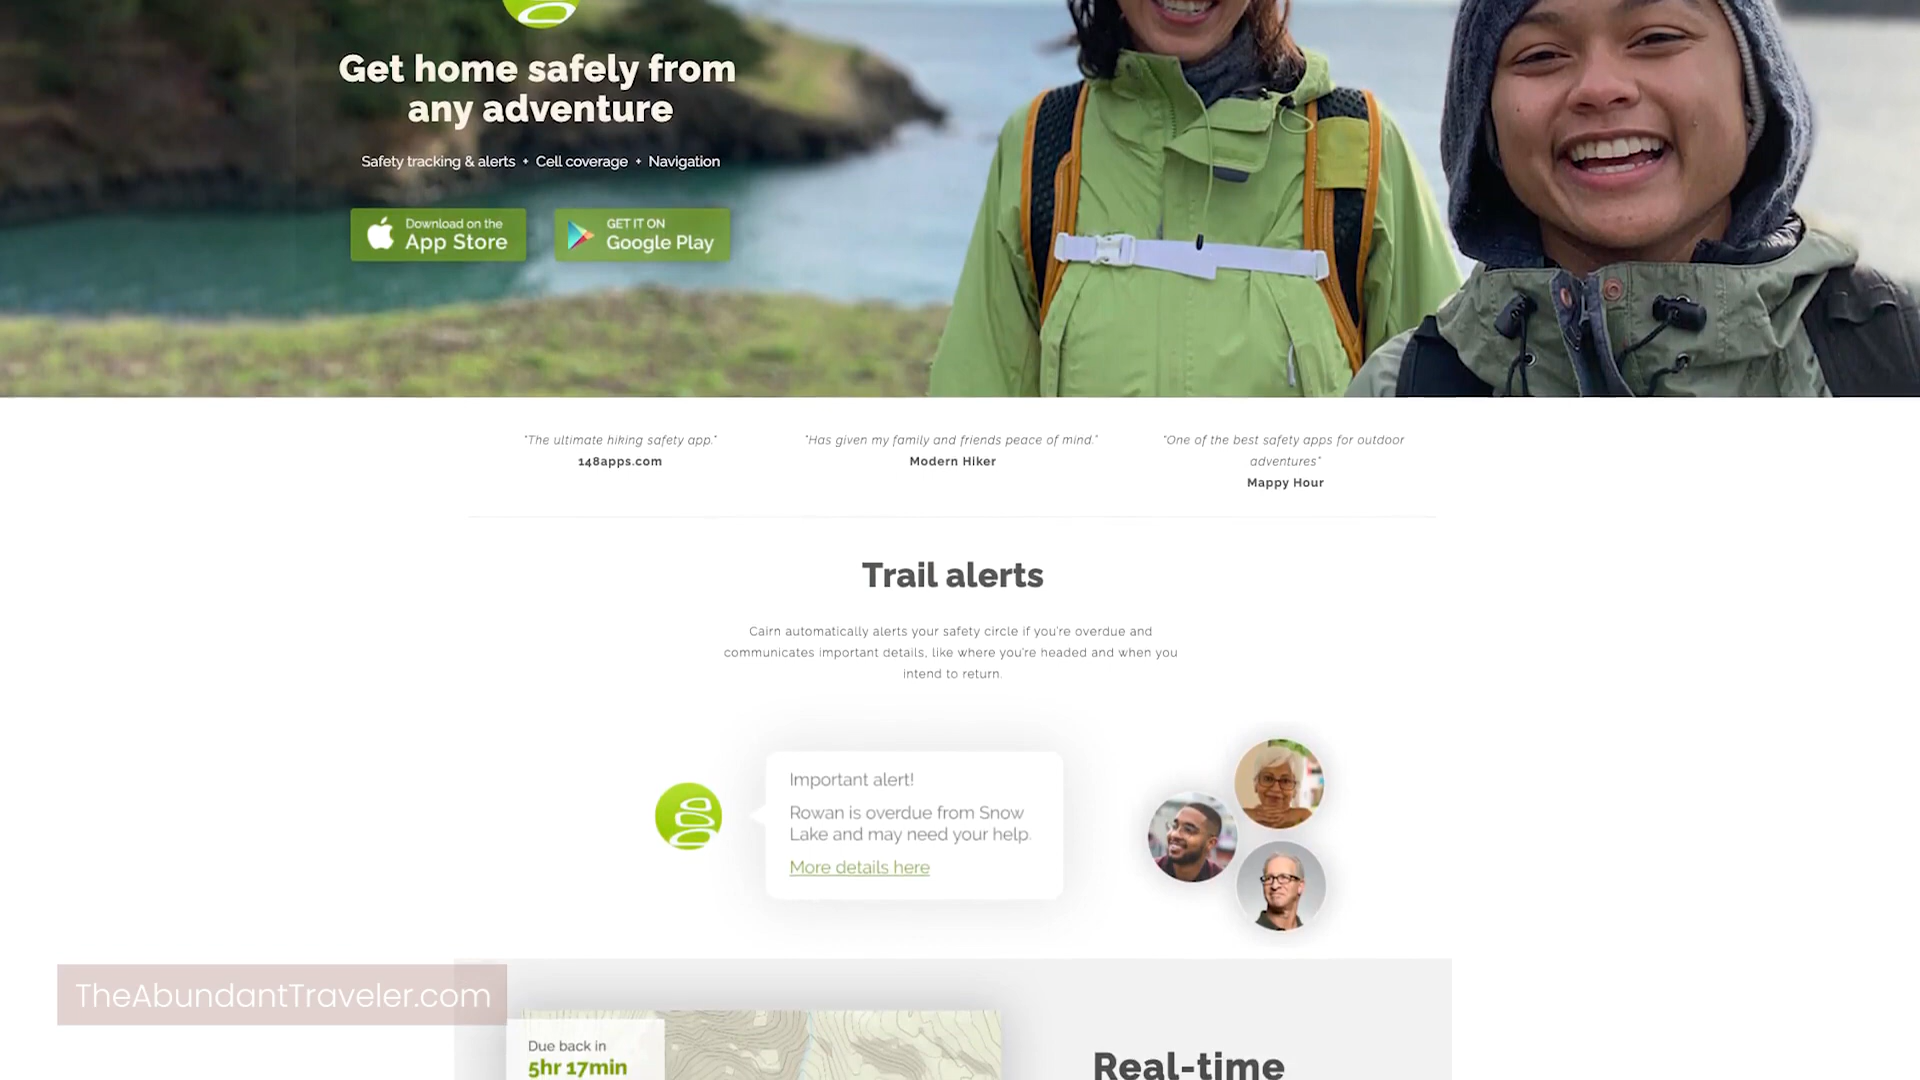 Get home safely from
any adventure
Safety tracking & alerts + Cell coverage + Navigation
Download on the
App Store
GET IT ON
Google Play
"The ultimate hiking safety app."
148apps.com
"Has given my family and friends peace of mind."
Modern Hiker
"One of the best safety apps for outdoor
adventures"
Mappy Hour
Trail alerts
Cairn automatically alerts your safety circle if you're overdue and
communicates important details, like where you're headed and when you
intend to return.
Important alert!
Rowan is overdue from Snow
Lake and may need your help.
More details here
TheAbundantTraveler.com
Due back in
5hr 17min
Real-time